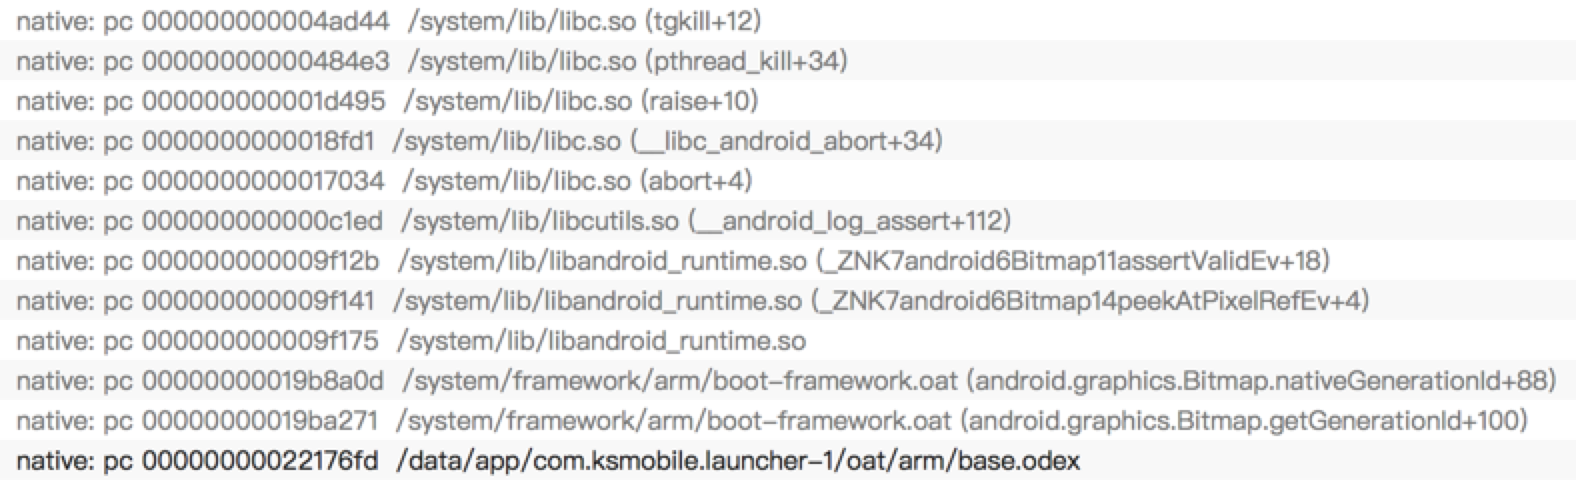 native: pc 000000000004ad44  /system/lib/libc.so (tgkill+12)
native: pc 00000000000484e3  /system/lib/libc.so (pthread_kill+34)
native: pc 000000000001d495  /system/lib/libc.so (raise+10)
native: pc 0000000000018fd1  /system/lib/libc.so (__libc_android_abort+34)
native: pc 0000000000017034  /system/lib/libc.so (abort+4)
native: pc 000000000000c1ed  /system/lib/libcutils.so (__android_log_assert+112)
native: pc 000000000009f12b  /system/lib/libandroid_runtime.so (_ZNK7android6Bitmap11assertValidEv+18)
native: pc 000000000009f141  /system/lib/libandroid_runtime.so (_ZNK7android6Bitmap14peekAtPixelRefEv+4)
native: pc 000000000009f175  /system/lib/libandroid_runtime.so
native: pc 00000000019b8a0d  /system/framework/arm/boot-framework.oat (android.graphics.Bitmap.nativeGenerationId+88)
native: pc 00000000019ba271  /system/framework/arm/boot-framework.oat (android.graphics.Bitmap.getGenerationId+100)
native: pc 00000000022176fd  /data/app/com.ksmobile.launcher-1/oat/arm/base.odex